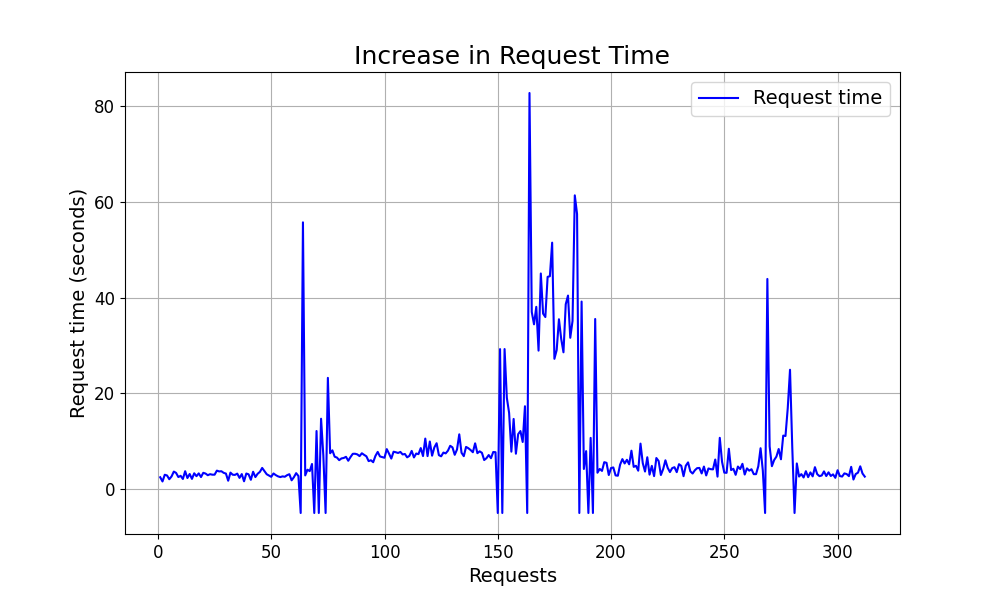 Increase in Request Time
Request time
Request time (seconds)
80
60
40
20
0
0 50 100 150 200 250 300
Requests